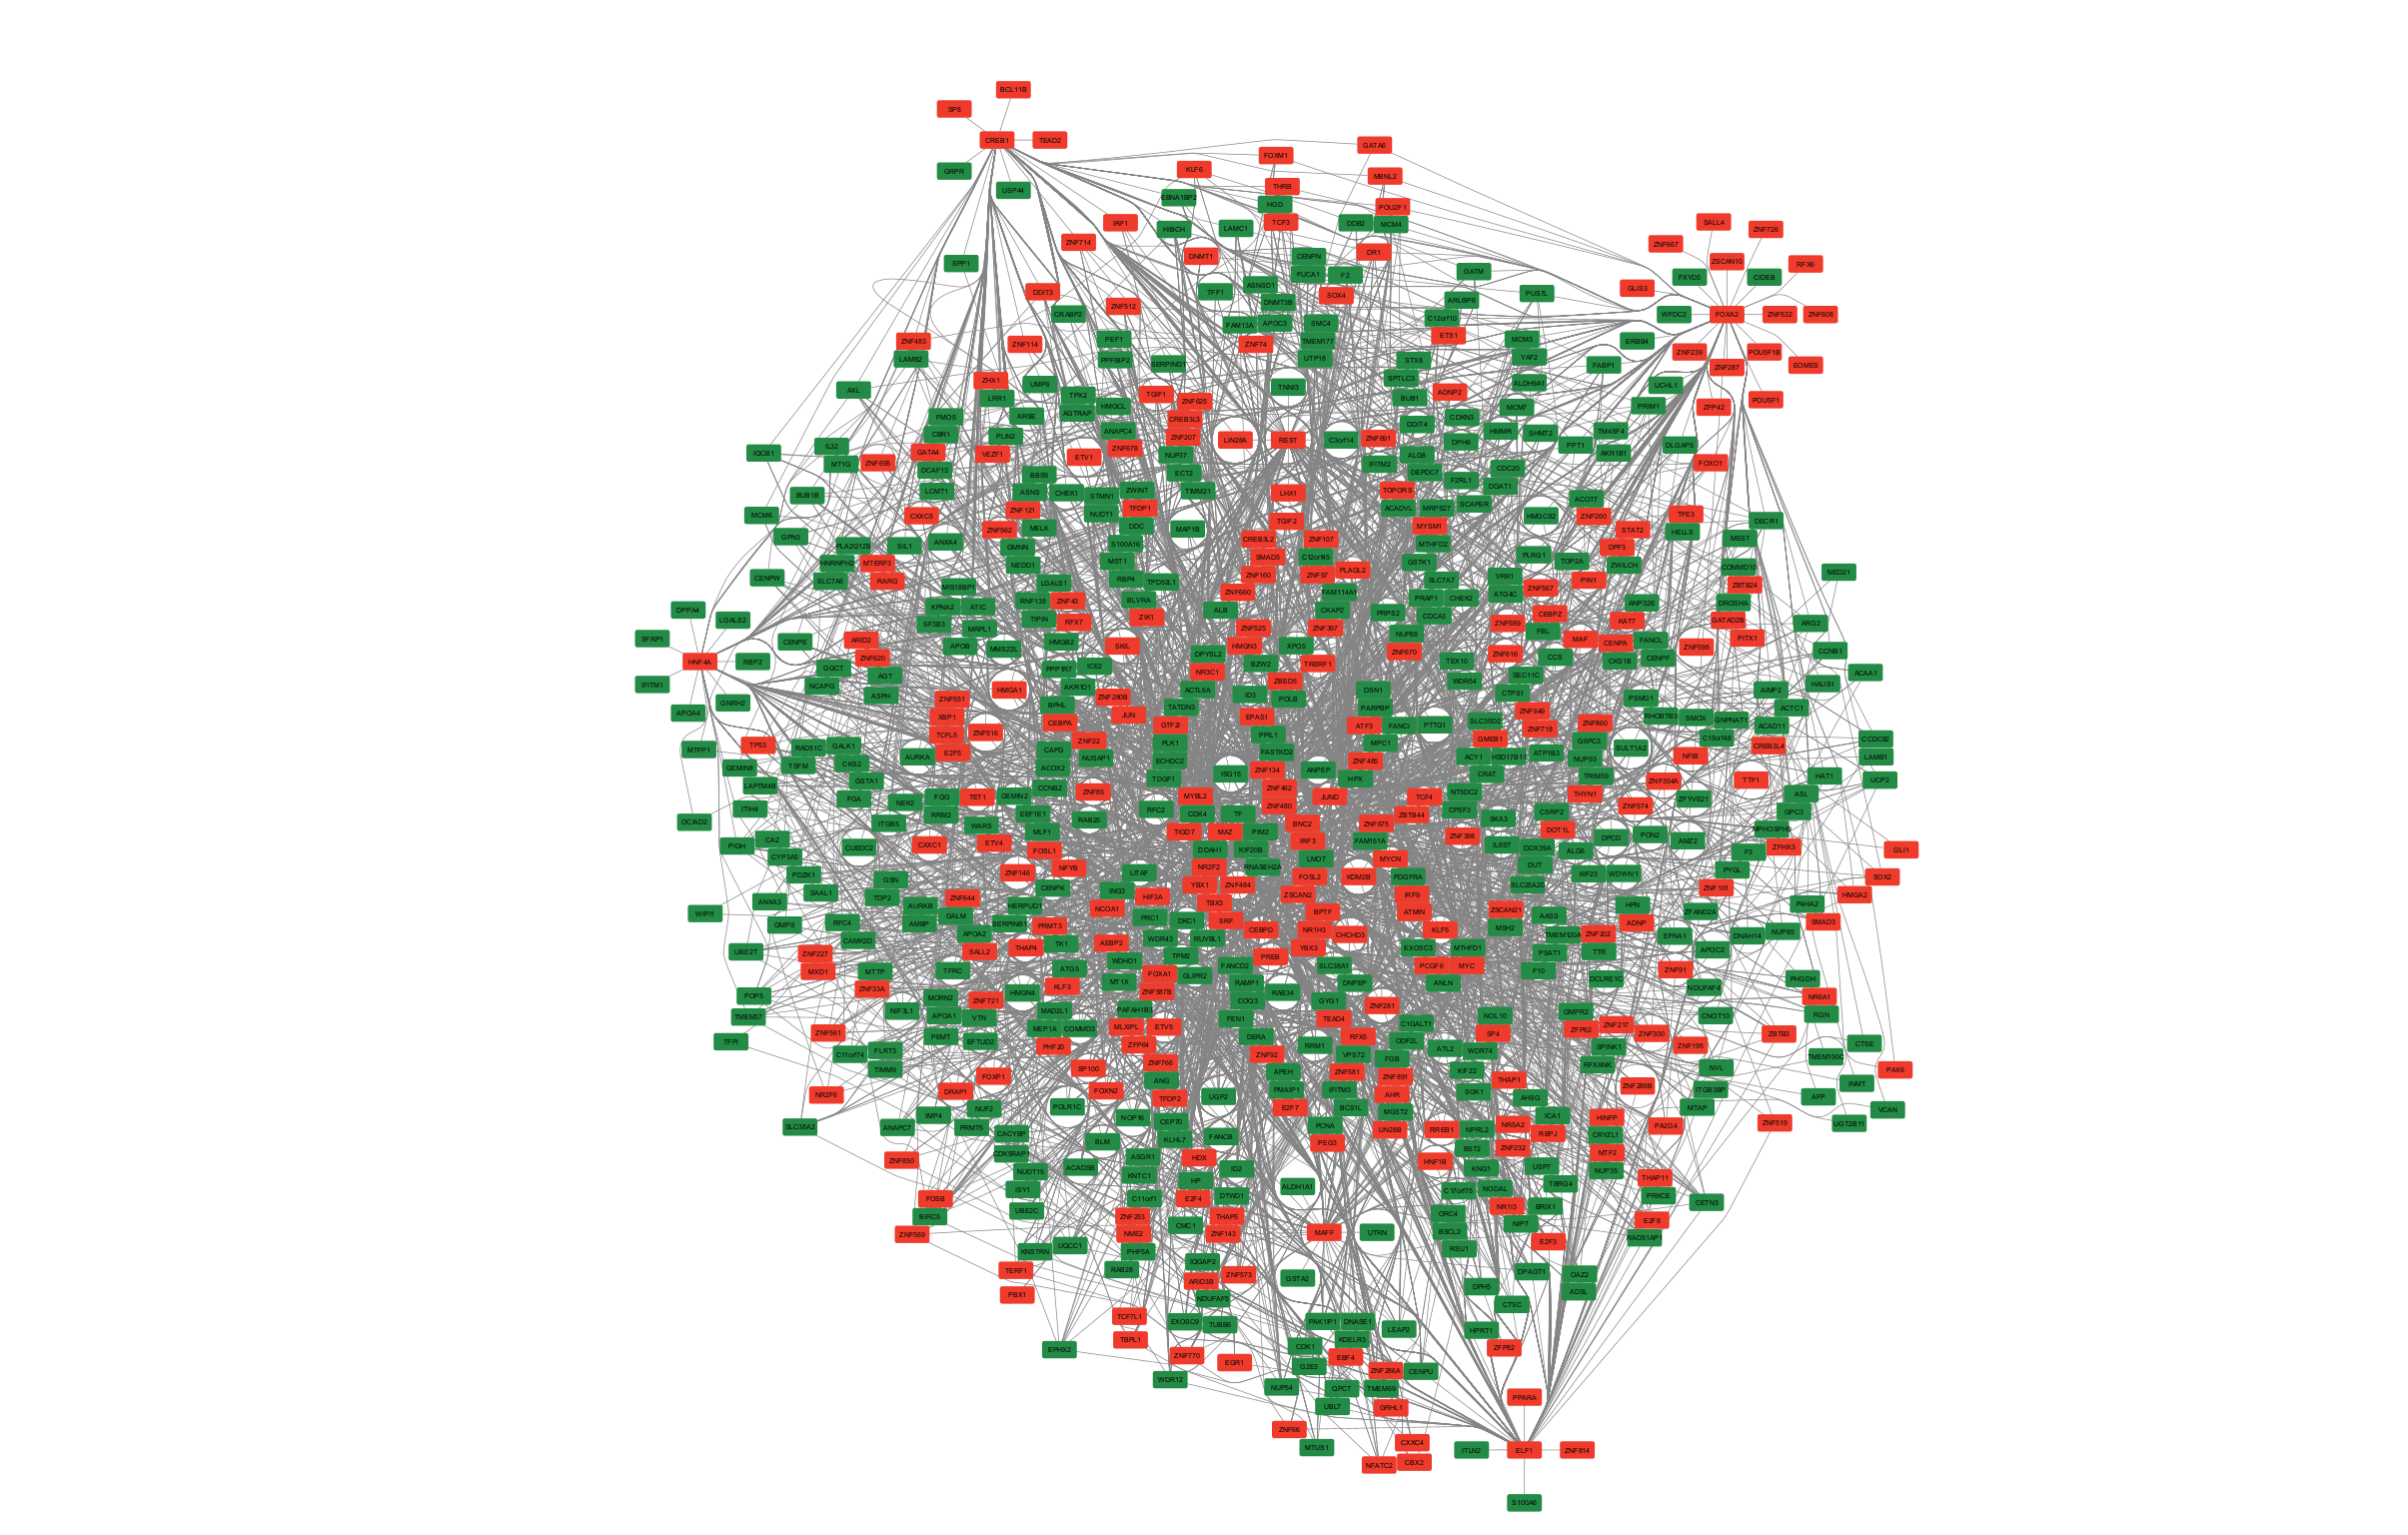 BCL11B
SP8
CREB1
TEAD2
GRPR
USP44
GATA6
FOXM1
KLF6
MBNL2
THRB
EBNA1BP2
HGD
POU2F1
IRF1
TCF3
DDB2
MCM4
HIBCH
LAMC1
SALL4
ZNF726
ZNF714
ZNF667
DNMT1
DR1
CENPN
SPP1
ZSCAN10
RFX6
FUCA1
F2
GATM
FXYD5
CIDEB
ASNSD1
DDIT3
TFF1
SOX4
PUS7L
GLIS3
DNMT3B
ARL6IP6
ZNF512
CRABP2
C12orf10
WFDC2
FOXA2
ZNF532
ZNF608
FAM13A
APOC3
SMC4
ETS1
ZNF483
ZNF114
PEF1
ZNF74
TMEM177
MCM3
ERBB4
LAMB2
PPFIBP2
UTP18
STX8
YAF2
ZNF239
POU5F1B
SERPIND1
FABP1
ZNF287
EOMES
ZHX1
UMPS
SPTLC3
ALDH9A1
UCHL1
AXL
LRR1
TPX2
TGIF1
TNNI3
BUB1
ADNP2
POU5F1
ZNF625
HMGCL
MCM7
PRIM1
ZFP42
FMO5
ARSE
AGTRAP
CREB3L3
DDIT4
CDKN3
CBR1
PLIN2
ANAPC4
ZNF207
LIN28A
REST
C3orf14
ZNF691
DPH6
HMMR
SHMT2
TM4SF4
IL32
GATA4
VEZF1
ETV1
ZNF678
NUP37
ALG8
PPT1
AKR1B1
DLGAP5
IQCB1
MT1G
ZNF695
DCAF13
IFITM2
DEPDC7
CDC20
FOXO1
BBS9
ECT2
F2RL1
DGAT1
BUB1B
LCMT1
ASNS
CHEK1
STMN1
ZWINT
TIMM21
LHX1
TOPORS
SCAPER
ACOT7
MCM6
CXXC5
ZNF121
NUDT1
TFDP1
TGIF2
ACADVL
MRPS27
HMGCS2
ZNF260
TFE3
DECR1
GPN3
ZNF562
MELK
DDC
MAP1B
CREB3L2
ZNF107
MYSM1
STAT2
HELLS
MEST
PLA2G12B
SIL1
ANXA4
GMNN
S100A16
SMAD5
C12orf45
MTHFD2
PLRG1
TOP2A
DPF3
HNRNPH2
MTERF3
NEDD1
MST1
ZNF160
ZNF57
PLAGL2
GSTK1
ZWILCH
COMMD10
MED21
CENPW
SLC7A6
RARG
LGALS1
RBP4
TPD52L1
SLC7A7
VRK1
PIN1
ZBTB24
MIS18BP1
ZNF660
FAM114A1
ATG4C
ZNF567
DPPA4
KPNA2
ATIC
RNF138
ZNF43
BLVRA
ALB
CKAP2
PRPS2
PRAP1
CHEK2
CEBPZ
ANP32E
DROSHA
LGALS2
SF3B3
MRPL1
TIPIN
RFX7
ZIK1
ZNF525
ZNF397
CDCA3
ZNF589
FBL
KAT7
GATAD2B
ARG2
SFRP1
CENPE
ARID2
APOB
MMS22L
HMGB2
SKIL
HMGN3
XPO5
NUP88
MAF
CENPA
FANCL
ZNF595
PITX1
HNF4A
RBP2
ZNF620
DPYSL2
BZW2
TRERF1
ZNF670
TEX10
ZNF616
CCS
CKS1B
CENPF
CCNB1
GGCT
AGT
PPP1R7
ICE2
NR3C1
ZBED5
WDR54
SEC11C
ACAA1
IFITM1
NCAPG
ASPH
HMGA1
AKR1D1
ZNF280B
ACTL6A
ID3
POLB
DSN1
CTPS1
PSMG1
AIMP2
HAUS1
GNRH2
ZNF551
BPHL
TATDN3
PARPBP
ZNF649
RHOBTB3
SMOX
GNPNAT1
ACTC1
APOA4
XBP1
JUN
EPAS1
ATF3
FANCI
PTTG1
SLC35D2
ZNF718
ZNF860
ACAD11
MTFP1
TP53
RAD51C
GALK1
TCFL5
ZNF516
CEBPA
ZNF22
GTF2I
PPIL1
MPC1
GMEB1
G6PC3
SULT1A2
C19orf48
CREB3L4
CCDC82
GEMIN6
TSFM
CKS2
AURKA
E2F5
CAPG
NUSAP1
PLK1
FASTKD2
ZNF485
ACY1
HSD17B11
ATP1B3
NUP93
NFIB
LAMB1
LAPTM4B
GSTA1
ACOX2
ECHDC2
ISG15
ZNF134
ANPEP
HPX
CRAT
TRIM59
ZNF354A
TTF1
HAT1
UCP2
ITIH4
FGA
NEK2
FGG
TET1
GEMIN2
CCNB2
ZNF85
TDGF1
ZNF462
JUND
TCF4
NT5DC2
THYN1
ZFYVE21
ASL
OCIAD2
ITGB5
RRM2
WARS
EEF1E1
RAB25
MYBL2
RFC2
CDK4
TF
ZNF480
ZBTB44
CPSF3
CSRP2
ZNF574
GPC3
PIGH
CA2
CUEDC2
CXXC1
ETV4
MLF1
TIGD7
MAZ
PIM2
BNC2
ZNF675
ZNF398
SKA3
DOT1L
DPCD
PON2
AMZ2
MPHOSPH6
CYP3A5
FOSL1
DDAH1
KIF20B
IRF3
FAM151A
IL6ST
DDX39A
ALG6
F3
ZFHX3
GLI1
PDZK1
ZNF146
NFYB
LITAF
NR2F2
RNASEH2A
LMO7
MYCN
DUT
KIF23
WDYHV1
PYGL
SOX2
SAAL1
GSN
CENPK
ING3
YBX1
ZNF484
FOSL2
KDM2B
PDGFRA
SLC25A20
ZNF101
HMGA2
ANXA3
TDP2
ZNF644
HERPUD1
NCOA1
HIF3A
TBX3
ZSCAN2
IRF9
HPN
P4HA2
WIPI1
GMPS
RFC4
AURKB
GALM
SERPINB1
PRMT3
PRC1
DKC1
SRF
BPTF
ATMIN
ZSCAN21
AASS
ZFAND2A
SMAD3
AMBP
APOA2
CEBPD
NR1H3
CHCHD3
KLF5
MSH2
ADNP
CAMK2D
THAP4
TK1
AEBP2
WDR43
RUVBL1
YBX3
EXOSC3
MTHFD1
TMEM120A
ZNF202
EFNA1
DNAH14
NUP85
UBE2T
ZNF227
SALL2
TPM2
PREB
SLC38A1
PSAT1
TTR
APOC2
MXD1
MTTP
TFRC
ATG5
WDHD1
FOXA1
GLIPR2
FANCD2
PCGF6
MYC
F10
ZNF91
PHGDH
POP5
ZNF33A
MORN2
ZNF721
HMGN4
KLF3
MT1X
ZNF587B
RAMP1
RAB34
DNPEP
ANLN
DCLRE1C
NDUFAF4
NR6A1
TMEM37
NIF3L1
APOA1
VTN
MAD2L1
PAFAH1B3
COQ3
GYG1
ZNF281
GMPR2
CNOT10
RGN
ZNF561
MEP1A
COMMD3
MLXIPL
ETV5
FEN1
TEAD4
C1GALT1
NOL10
ZFP62
ZNF217
ZNF300
ZBTB3
TFPI
PEMT
EFTUD2
PHF20
ZFP64
DERA
RFX5
ODF2L
SP4
SPINK1
ZNF195
CTSE
C11orf74
FLRT3
ZNF766
ZNF92
RRM1
VPS72
ATL2
WDR74
RFXANK
TMEM150C
TIMM9
SP100
APEH
ZNF581
FGB
KIF22
NVL
PAX6
NR2F6
DRAP1
FOXP1
FOXN2
ANG
PMAIP1
IFITM3
ZNF891
THAP1
ZNF286B
ITGB3BP
INMT
POLR1C
TFDP2
UGP2
E2F7
BCS1L
AHR
SGK1
AHSG
MTAP
AFP
VCAN
SLC38A2
ANAPC7
IMP4
NUF2
NOP16
CEP70
PCNA
MGST2
ICA1
HINFP
PA2G4
ZNF519
UGT2B11
PRMT5
CACYBP
BLM
KLHL7
FANCB
PEG3
LIN28B
RREB1
NPRL2
NR5A2
RBPJ
CRYZL1
ZNF850
CDK5RAP1
ACADSB
ASGR1
HDX
BST2
ZNF232
MTF2
NUDT15
KNTC1
ID2
HNF1B
KNG1
USP7
NUP35
THAP11
FOSB
ISY1
C11orf1
HP
ALDH1A1
C17orf75
NODAL
TBRG4
PRKCE
CETN3
BIRC5
UBE2C
E2F4
DTWD1
ORC4
NR1I3
BRIX1
E2F8
ZNF569
ZNF253
CMC1
THAP5
MAFF
UTRN
BSCL2
NIP7
RAD51AP1
KNSTRN
UQCC1
NME2
ZNF143
RSU1
E2F3
TERF1
PHF5A
IQGAP2
DPAGT1
OAZ2
PBX1
RAB28
ARID3B
ZNF573
GSTA2
DPH5
ADSL
NDUFAF5
CTSC
TCF7L1
EXOSC9
TUBB6
PAK1IP1
DNASE1
LEAP2
HPRT1
TBPL1
KDELR3
EPHX2
ZNF770
CDK1
EBF4
ZFP82
EGR1
G2E3
ZNF286A
CENPU
WDR12
NUP54
QPCT
TMEM69
PPARA
UBL7
GRHL1
ZNF66
MTUS1
CXXC4
ITLN2
ELF1
ZNF814
NFATC2
CBX2
S100A6